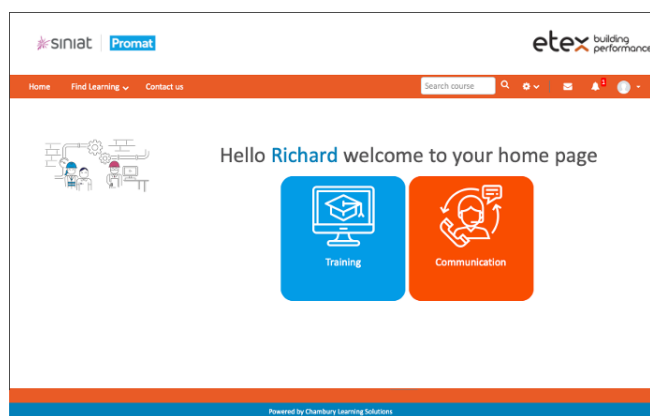 siniat Promat
etex building performance
Home Find Learning Contact us Search course 1
Hello Richard welcome to your home page
Training Communication
Powered by Chambury Learning Solutions